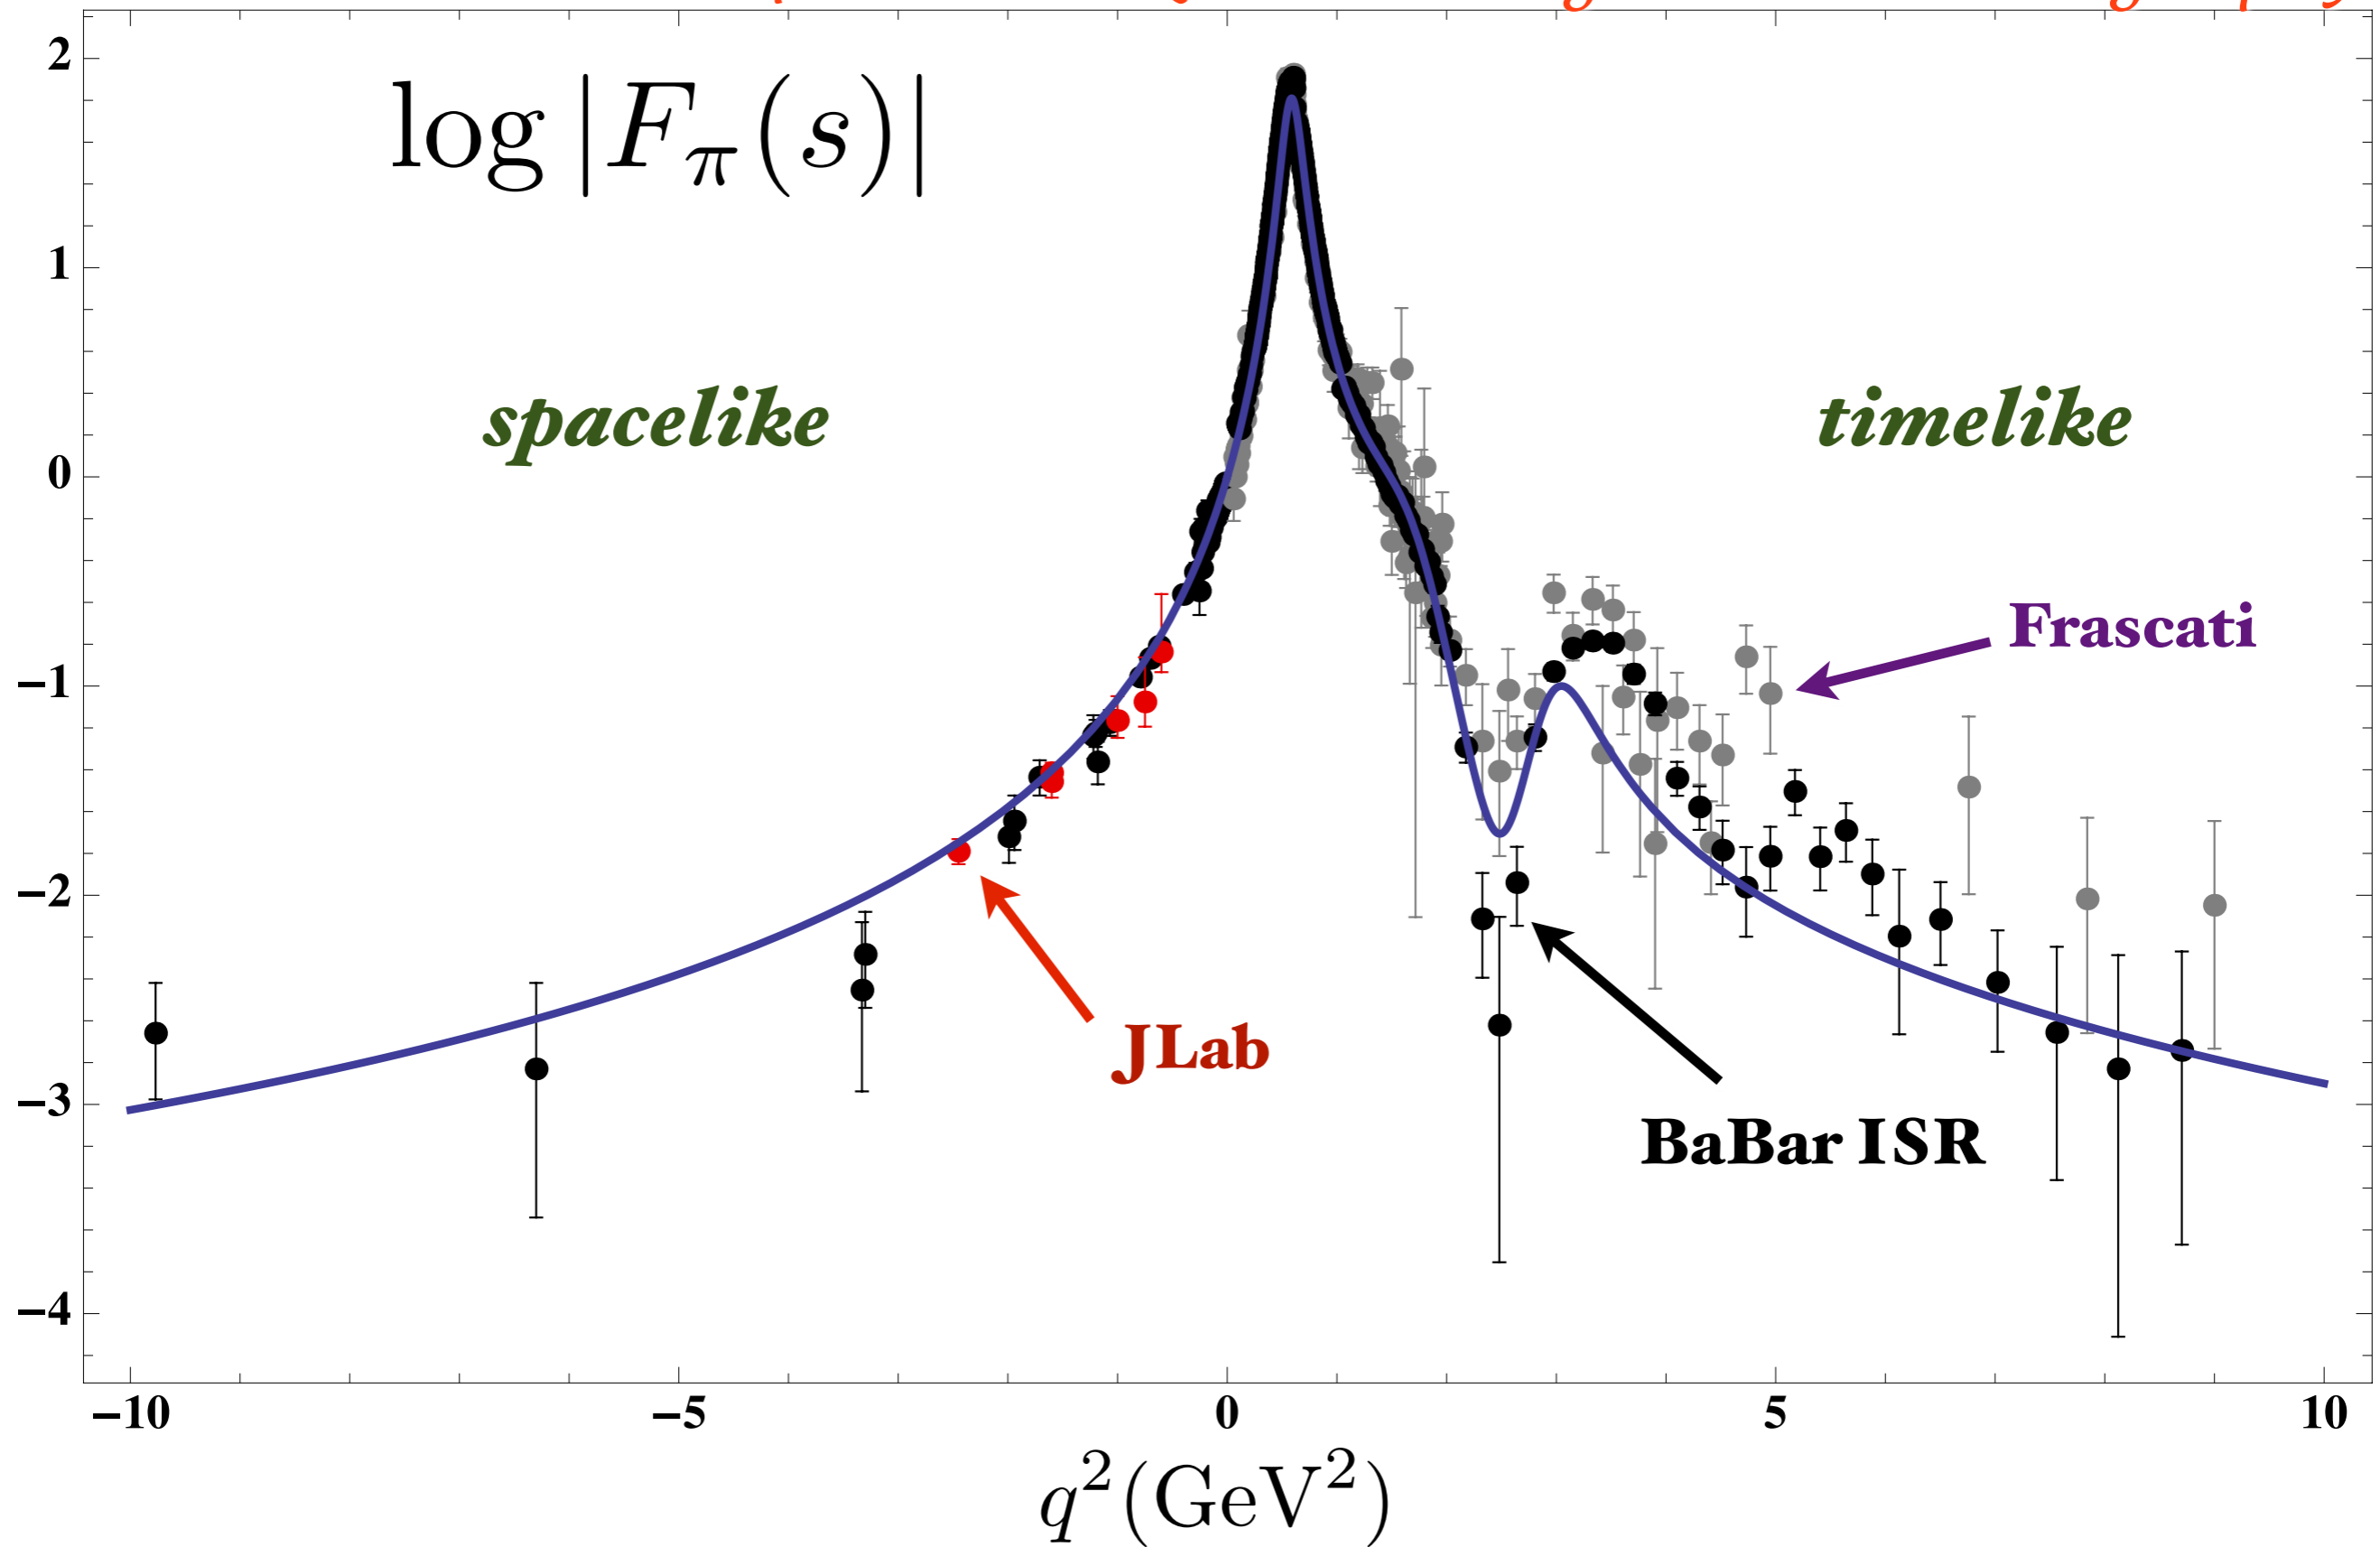 2
log |Fπ(s)|
1
spacelike
timelike
0
Frascati
−1
−2
JLab
BaBar ISR
−3
−4
−10 −5 0 5 10
q²(GeV²)